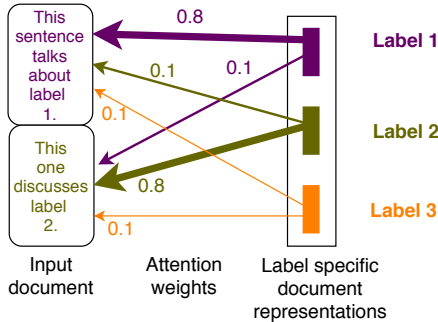 This
sentence
talks
about
label
1.
This
one
discusses
label
2.
0.8
0.1
0.1
0.1
0.8
0.1
Label 1
Label 2
Label 3
Input
document
Attention
weights
Label specific
document
representations